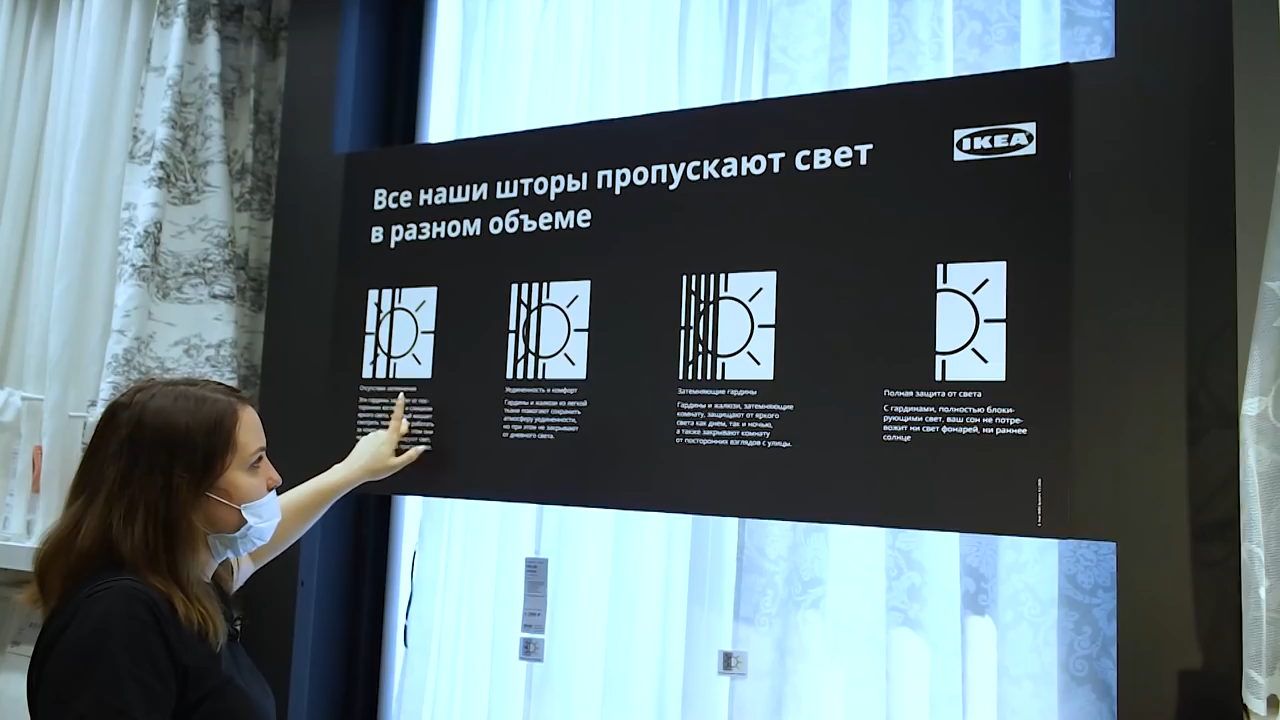 IKEA
Все наши шторы пропускают свет
в разном объеме
Отсутствие затемнения
Уединенность и комфорт
Гардины и жалюзи из легкой
ткани помогают сохранить
атмосферу уединенности,
но при этом не закрывают
от дневного света.
Затемняющие гардины
Гардины и жалюзи, затемняющие
комнату, защищают от яркого
света как днем, так и ночью,
а также закрывают комнату
от посторонних взглядов с улицы.
Полная защита от света
С гардинами, полностью блоки-
рующими свет, ваш сон не потре-
вожит ни свет фонарей, ни раннее
солнце